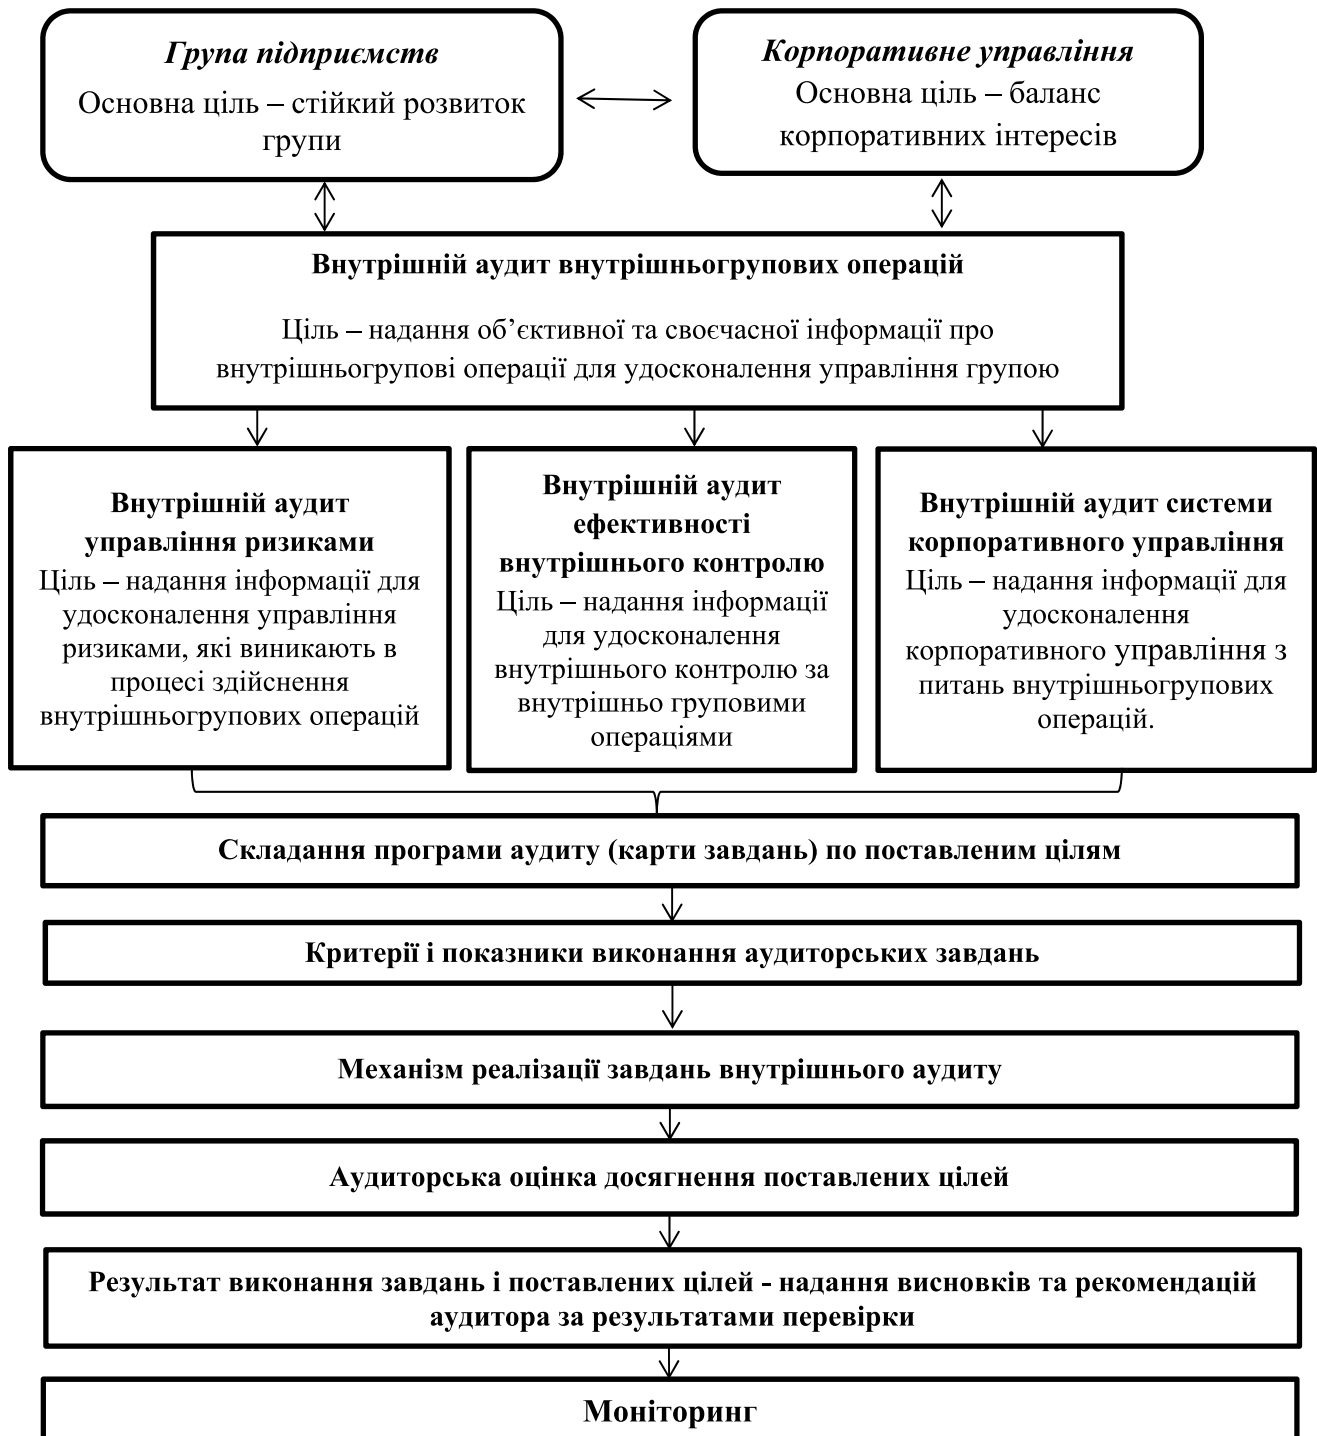 Група підприємств
Основна ціль – стійкий розвиток
групи
Корпоративне управління
Основна ціль – баланс
корпоративних інтересів
Внутрішній аудит внутрішньогрупових операцій
Ціль – надання об’єктивної та своєчасної інформації про
внутрішньогрупові операції для удосконалення управління групою
Внутрішній аудит
управління ризиками
Ціль – надання інформації для
удосконалення управління
ризиками, які виникають в
процесі здійснення
внутрішньогрупових операцій
Внутрішній аудит
ефективності
внутрішнього контролю
Ціль – надання інформації
для удосконалення
внутрішнього контролю за
внутрішньо груповими
операціями
Внутрішній аудит системи
корпоративного управління
Ціль – надання інформації для
удосконалення
корпоративного управління з
питань внутрішньогрупових
операцій.
Складання програми аудиту (карти завдань) по поставленим цілям
Критерії і показники виконання аудиторських завдань
Механізм реалізації завдань внутрішнього аудиту
Аудиторська оцінка досягнення поставлених цілей
Результат виконання завдань і поставлених цілей - надання висновків та рекомендацій
аудитора за результатами перевірки
Моніторинг